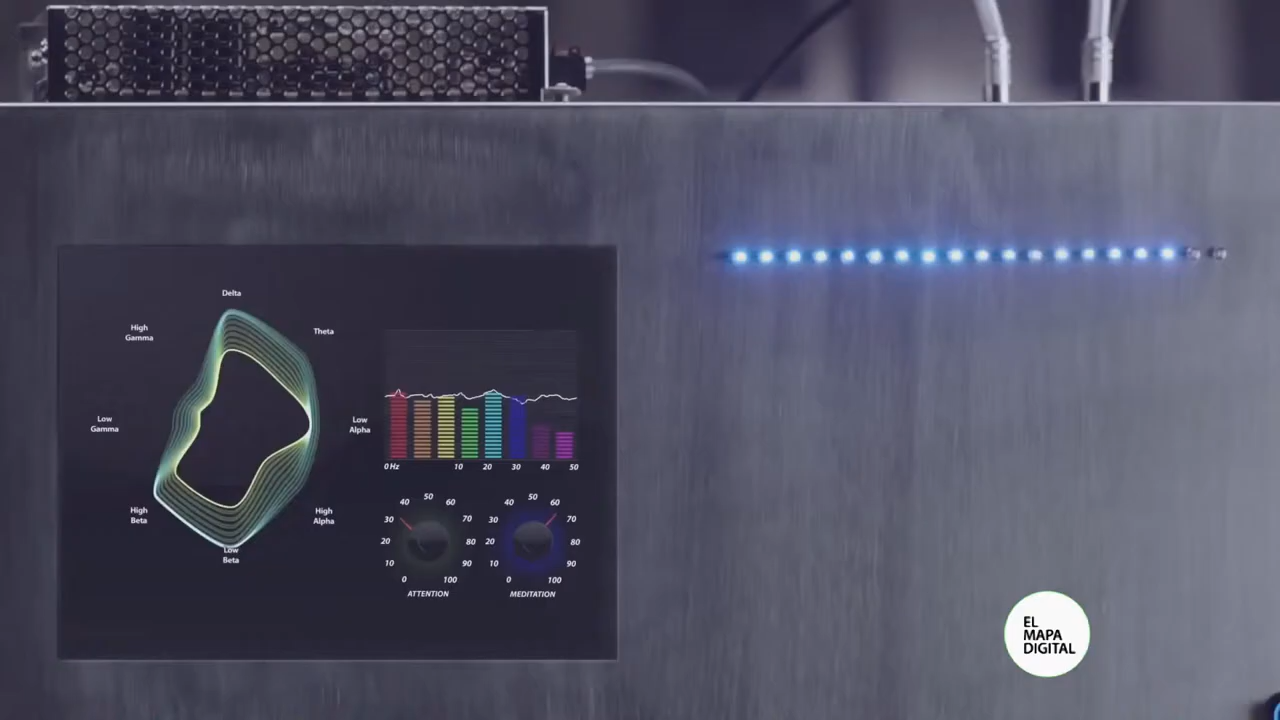 Delta
High
Gamma
Theta
Low
Gamma
Low
Alpha
High
Beta
High
Alpha
Low
Beta
0 Hz 10 20 30 40 50
0 10 20 30 40 50 60 70 80 90 100
ATTENTION
0 10 20 30 40 50 60 70 80 90 100
MEDITATION
EL
MAPA
DIGITAL